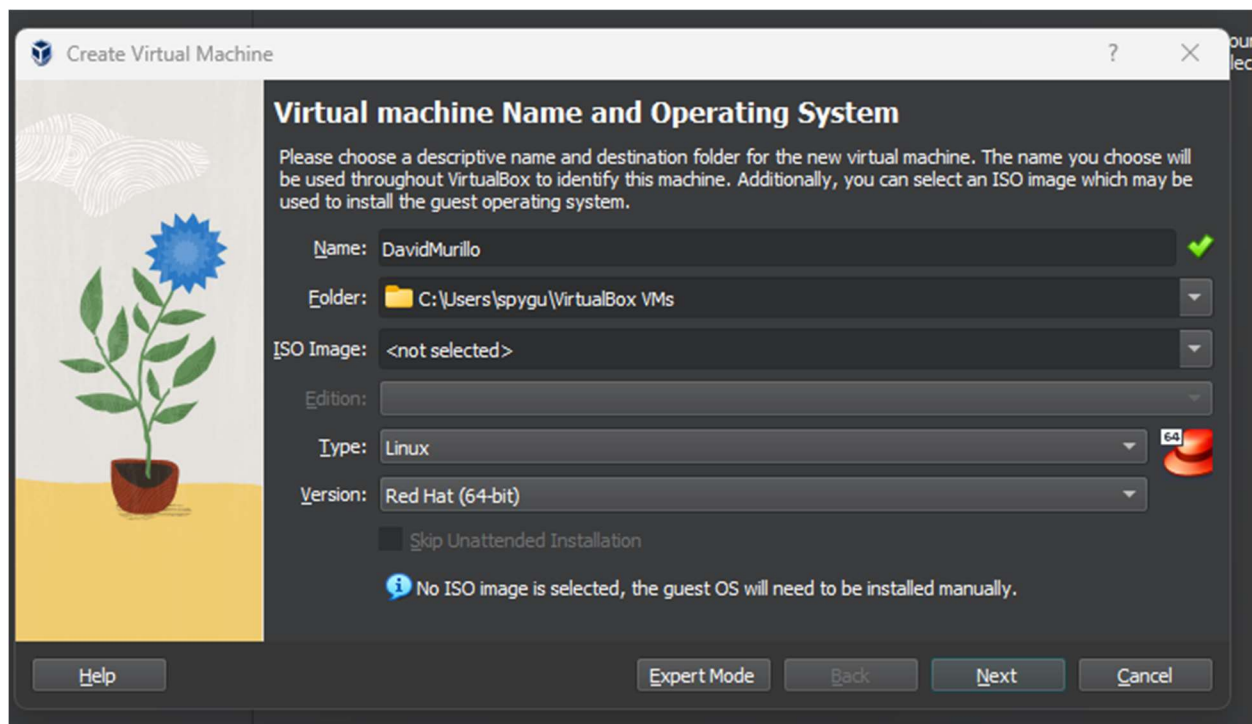 Create Virtual Machine
?
Virtual machine Name and Operating System
Please choose a descriptive name and destination folder for the new virtual machine. The name you choose will
be used throughout VirtualBox to identify this machine. Additionally, you can select an ISO image which may be
used to install the guest operating system.
Name: DavidMurillo
Folder: C:\Users\spygu\VirtualBox VMs
ISO Image: <not selected>
Edition:
Type: Linux
64
Version: Red Hat (64-bit)
Skip Unattended Installation
No ISO image is selected, the guest OS will need to be installed manually.
Help Expert Mode Back Next Cancel